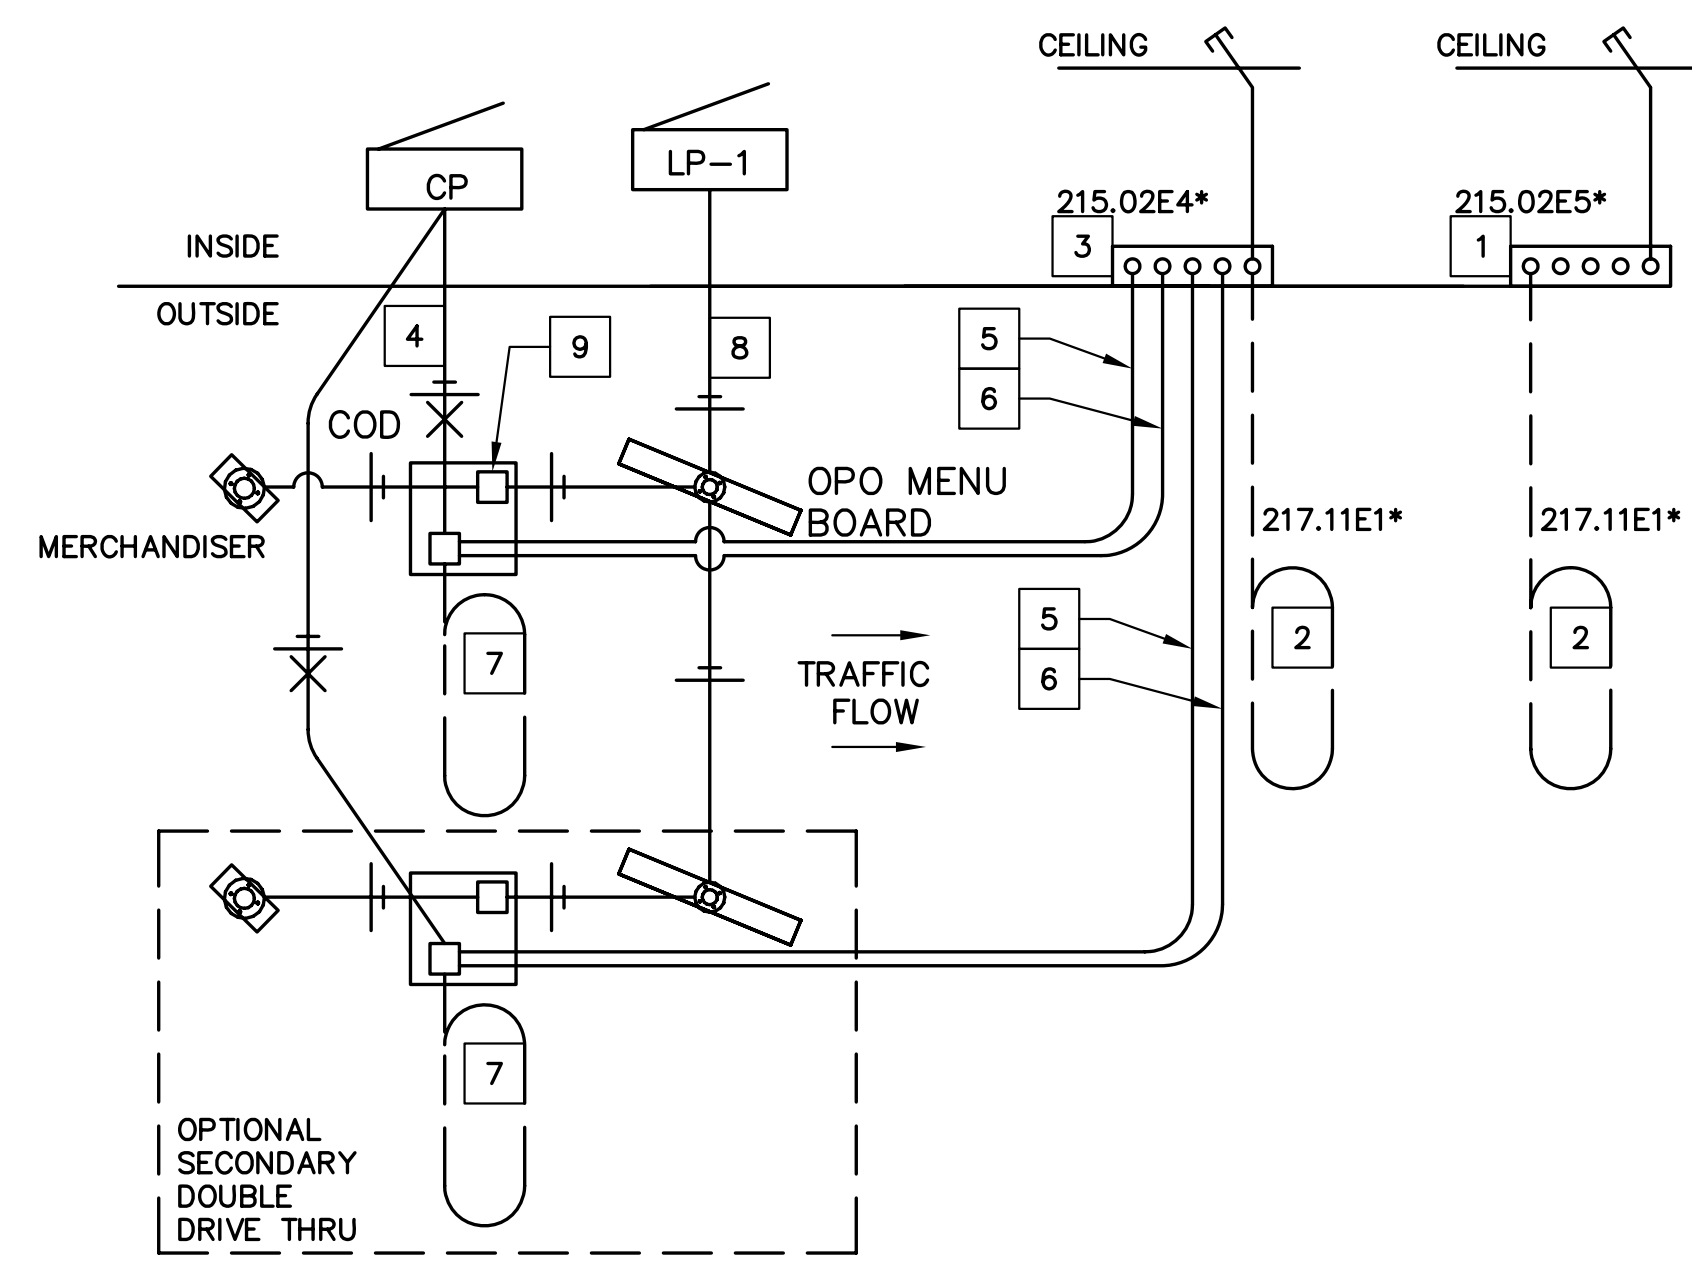 CEILING
CEILING
LP-1
CP
215.02E4*
215.02E5*
INSIDE
3
1
OUTSIDE
4
9
8
5
6
COD
OPO MENU
BOARD
MERCHANDISER
217.11E1*
217.11E1*
5
6
2
2
7
TRAFFIC
FLOW
7
OPTIONAL
SECONDARY
DOUBLE
DRIVE THRU